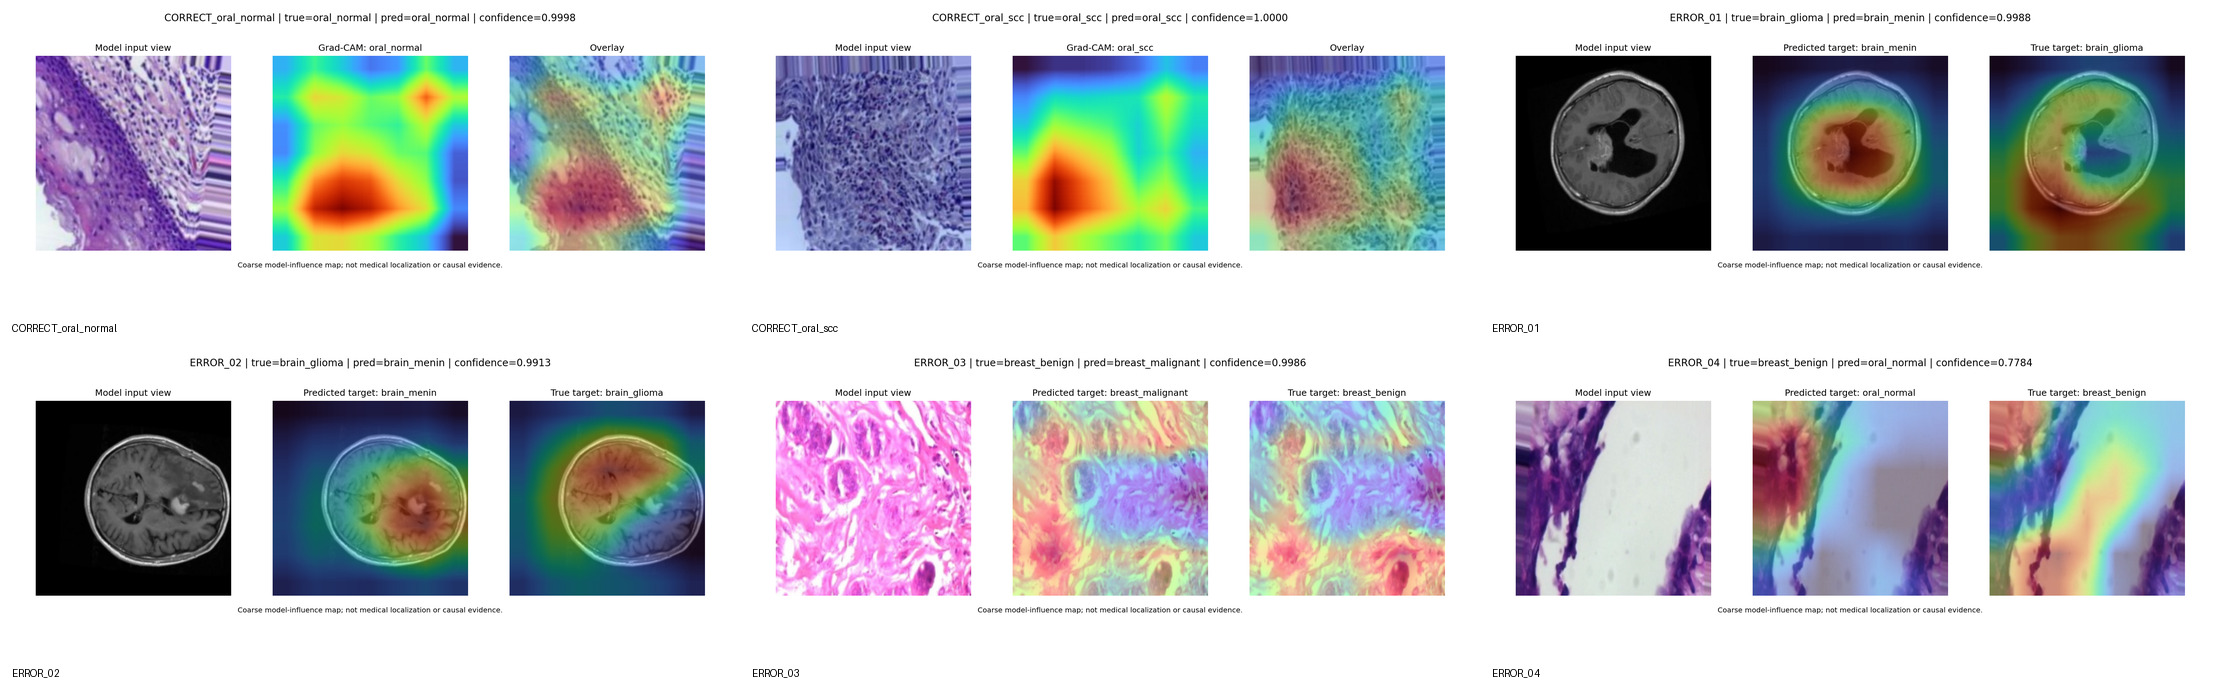 CORRECT_oral_normal | true=oral_normal | pred=oral_normal | confidence=0.9998
Model input view
Grad-CAM: oral_normal
Overlay
Coarse model-influence map; not medical localization or causal evidence.
CORRECT_oral_normal
CORRECT_oral_scc | true=oral_scc | pred=oral_scc | confidence=1.0000
Model input view
Grad-CAM: oral_scc
Overlay
Coarse model-influence map; not medical localization or causal evidence.
CORRECT_oral_scc
ERROR_01 | true=brain_glioma | pred=brain_menin | confidence=0.9988
Model input view
Predicted target: brain_menin
True target: brain_glioma
Coarse model-influence map; not medical localization or causal evidence.
ERROR_01
ERROR_02 | true=brain_glioma | pred=brain_menin | confidence=0.9913
Model input view
Predicted target: brain_menin
True target: brain_glioma
Coarse model-influence map; not medical localization or causal evidence.
ERROR_02
ERROR_03 | true=breast_benign | pred=breast_malignant | confidence=0.9986
Model input view
Predicted target: breast_malignant
True target: breast_benign
Coarse model-influence map; not medical localization or causal evidence.
ERROR_03
ERROR_04 | true=breast_benign | pred=oral_normal | confidence=0.7784
Model input view
Predicted target: oral_normal
True target: breast_benign
Coarse model-influence map; not medical localization or causal evidence.
ERROR_04